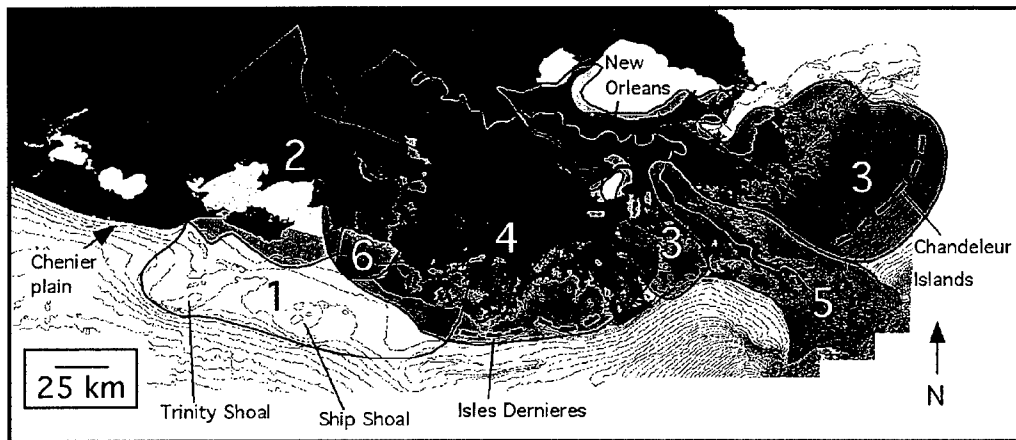 New
Orleans
2
3
Chandeleur
Islands
Chenier
plain
6
4
3
1
5
25 km
Trinity Shoal
Ship Shoal
Isles Dernieres
N